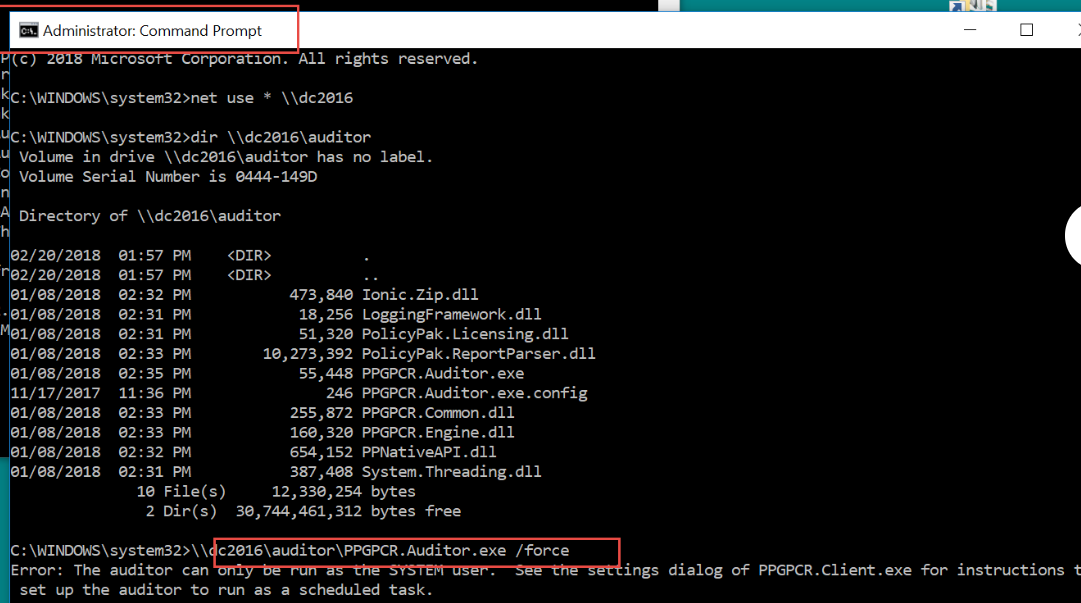 Administrator: Command Prompt
(c) 2018 Microsoft Corporation. All rights reserved.
C:\WINDOWS\system32>net use * \\dc2016
C:\WINDOWS\system32>dir \\dc2016\auditor
Volume in drive \\dc2016\auditor has no label.
Volume Serial Number is 0444-149D
Directory of \\dc2016\auditor
02/20/2018  01:57 PM    <DIR>          .
02/20/2018  01:57 PM    <DIR>          ..
01/08/2018  02:32 PM           473,840 Ionic.Zip.dll
01/08/2018  02:31 PM            18,256 LoggingFramework.dll
01/08/2018  02:31 PM            51,320 PolicyPak.Licensing.dll
01/08/2018  02:33 PM        10,273,392 PolicyPak.ReportParser.dll
01/08/2018  02:35 PM            55,448 PPGPCR.Auditor.exe
11/17/2017  11:36 PM               246 PPGPCR.Auditor.exe.config
01/08/2018  02:33 PM           255,872 PPGPCR.Common.dll
01/08/2018  02:33 PM           160,320 PPGPCR.Engine.dll
01/08/2018  02:32 PM           654,152 PPNativeAPI.dll
01/08/2018  02:31 PM           387,408 System.Threading.dll
10 File(s)     12,330,254 bytes
2 Dir(s)  30,744,461,312 bytes free
C:\WINDOWS\system32>\\dc2016\auditor\PPGPCR.Auditor.exe /force
Error: The auditor can only be run as the SYSTEM user.  See the settings dialog of PPGPCR.Client.exe for instructions t
set up the auditor to run as a scheduled task.